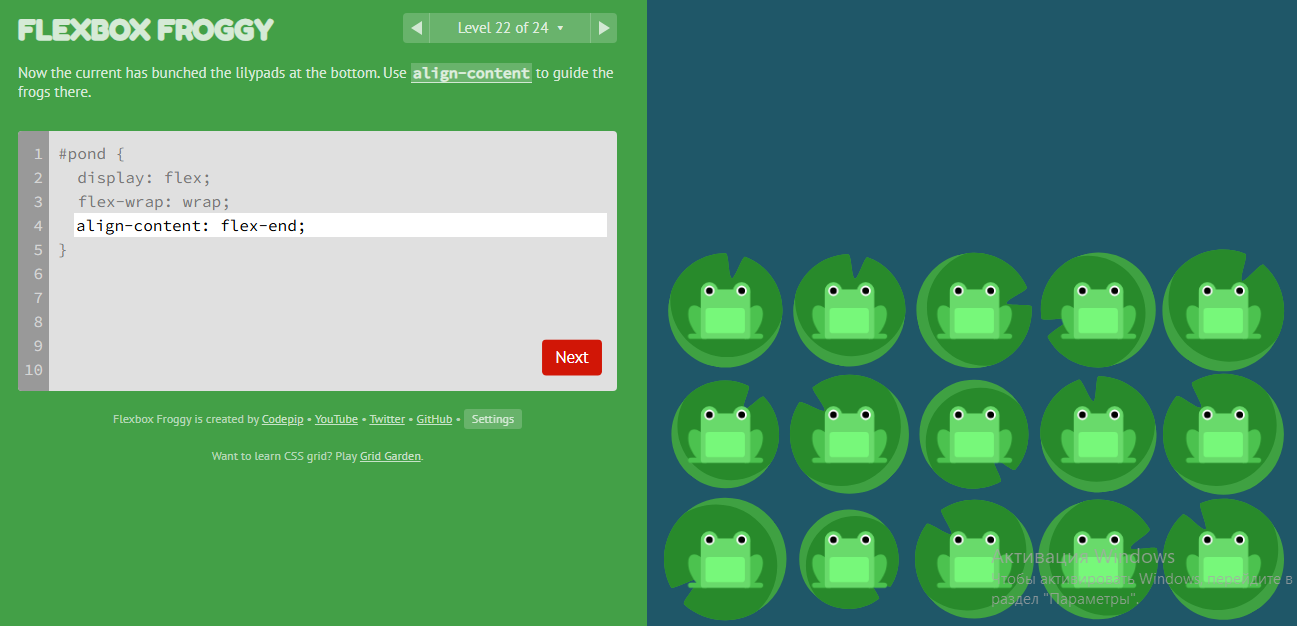 FLEXBOX FROGGY
Level 22 of 24
Now the current has bunched the lilypads at the bottom. Use align-content to guide the
frogs there.
1 #pond {
2 display: flex;
3 flex-wrap: wrap;
4 align-content: flex-end;
5 }
6
7
8
9
10
Next
Flexbox Froggy is created by Codepip • YouTube • Twitter • GitHub • Settings
Want to learn CSS grid? Play Grid Garden.
Активация Windows
Чтобы активировать Windows, перейдите в
раздел "Параметры".